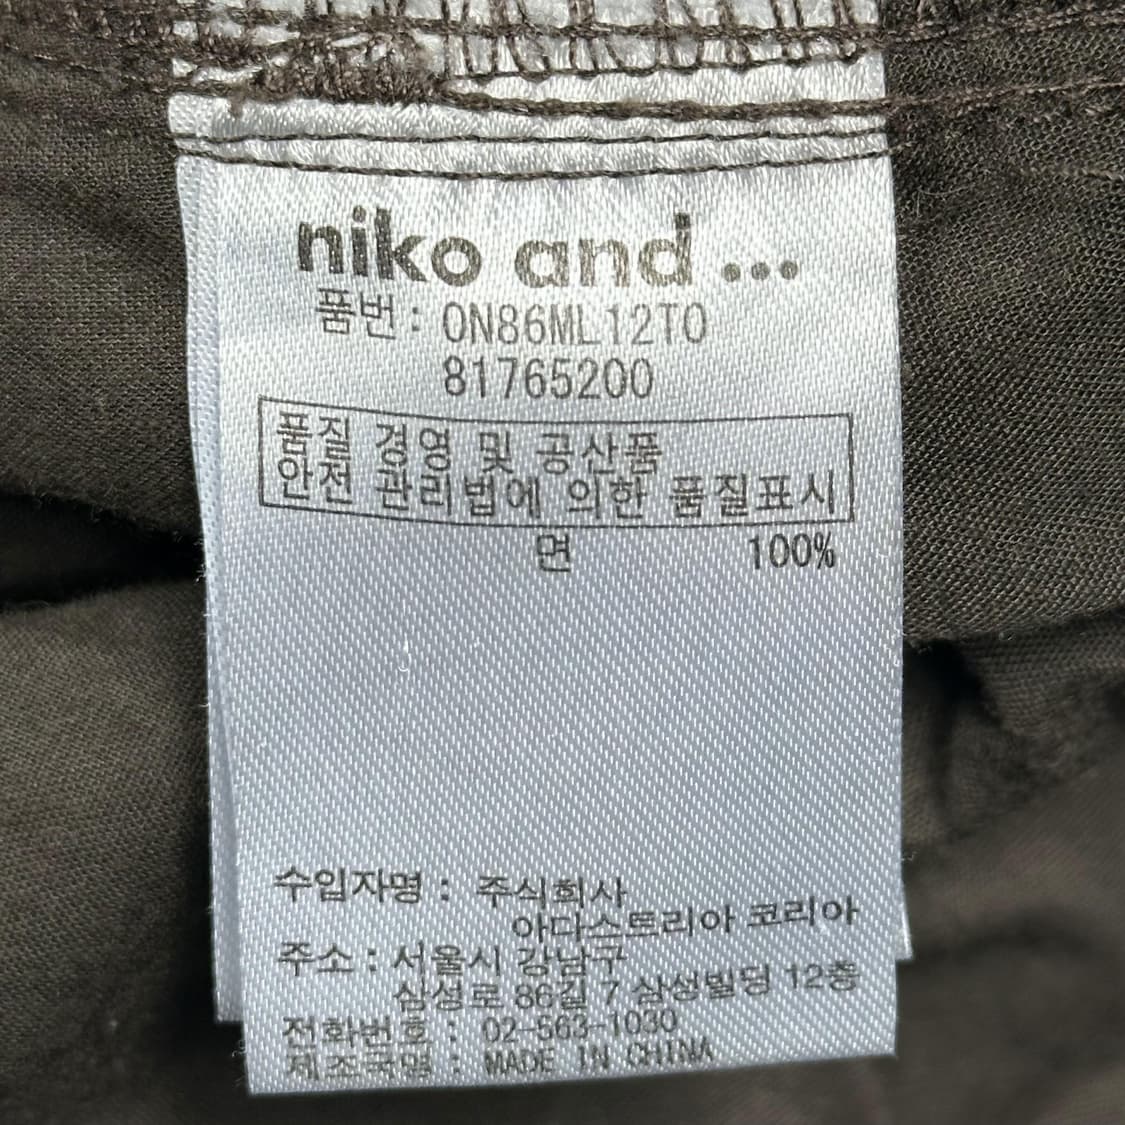 niko and ...
품번 : 0N86ML12T0
81765200
품질 경영 및 공산품
안전 관리법에 의한 품질표시
면 100%
수입자명 : 주식회사
아다스트리아 코리아
주소 : 서울시 강남구
삼성로 86길 7 삼성빌딩 12층
전화번호 : 02-563-1030
제조국명 : MADE IN CHINA